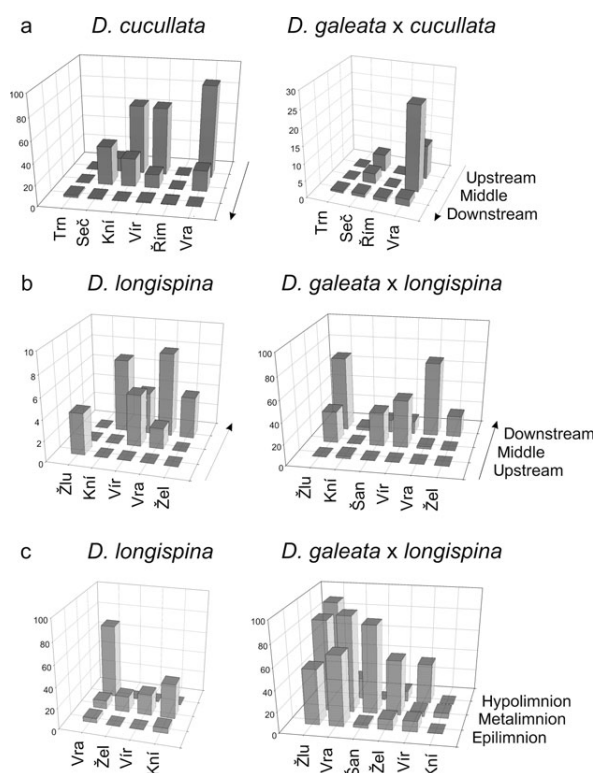 a
D. cucullata
D. galeata x cucullata
100
80
60
40
20
0
Trn
Seč
Kní
Vír
Řím
Vra
30
25
20
15
10
5
0
Trn
Seč
Řím
Vra
Upstream
Middle
Downstream
b
D. longispina
D. galeata x longispina
10
8
6
4
2
0
Žlu
Kní
Vír
Vra
Žel
100
80
60
40
20
0
Žlu
Kní
Šan
Vír
Vra
Žel
Downstream
Middle
Upstream
c
D. longispina
D. galeata x longispina
100
80
60
40
20
0
Vra
Žel
Vír
Kní
100
80
60
40
20
0
Žlu
Vra
Šan
Žel
Vír
Kní
Hypolimnion
Metalimnion
Epilimnion